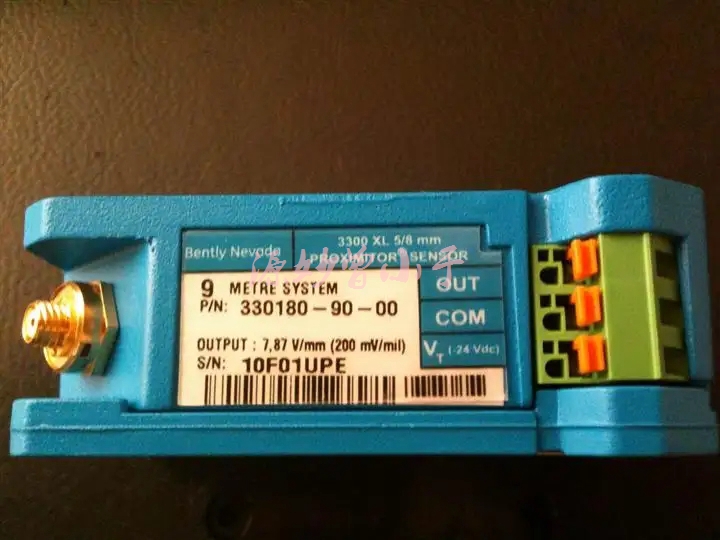 Bently Nevada
3300 XL 5/8 mm
PROXIMITOR® SENSOR
9 METRE SYSTEM
P/N: 330180-90-00
OUTPUT : 7,87 V/mm (200 mV/mil)
S/N: 10F01UPE
OUT
COM
VT (-24 Vdc)